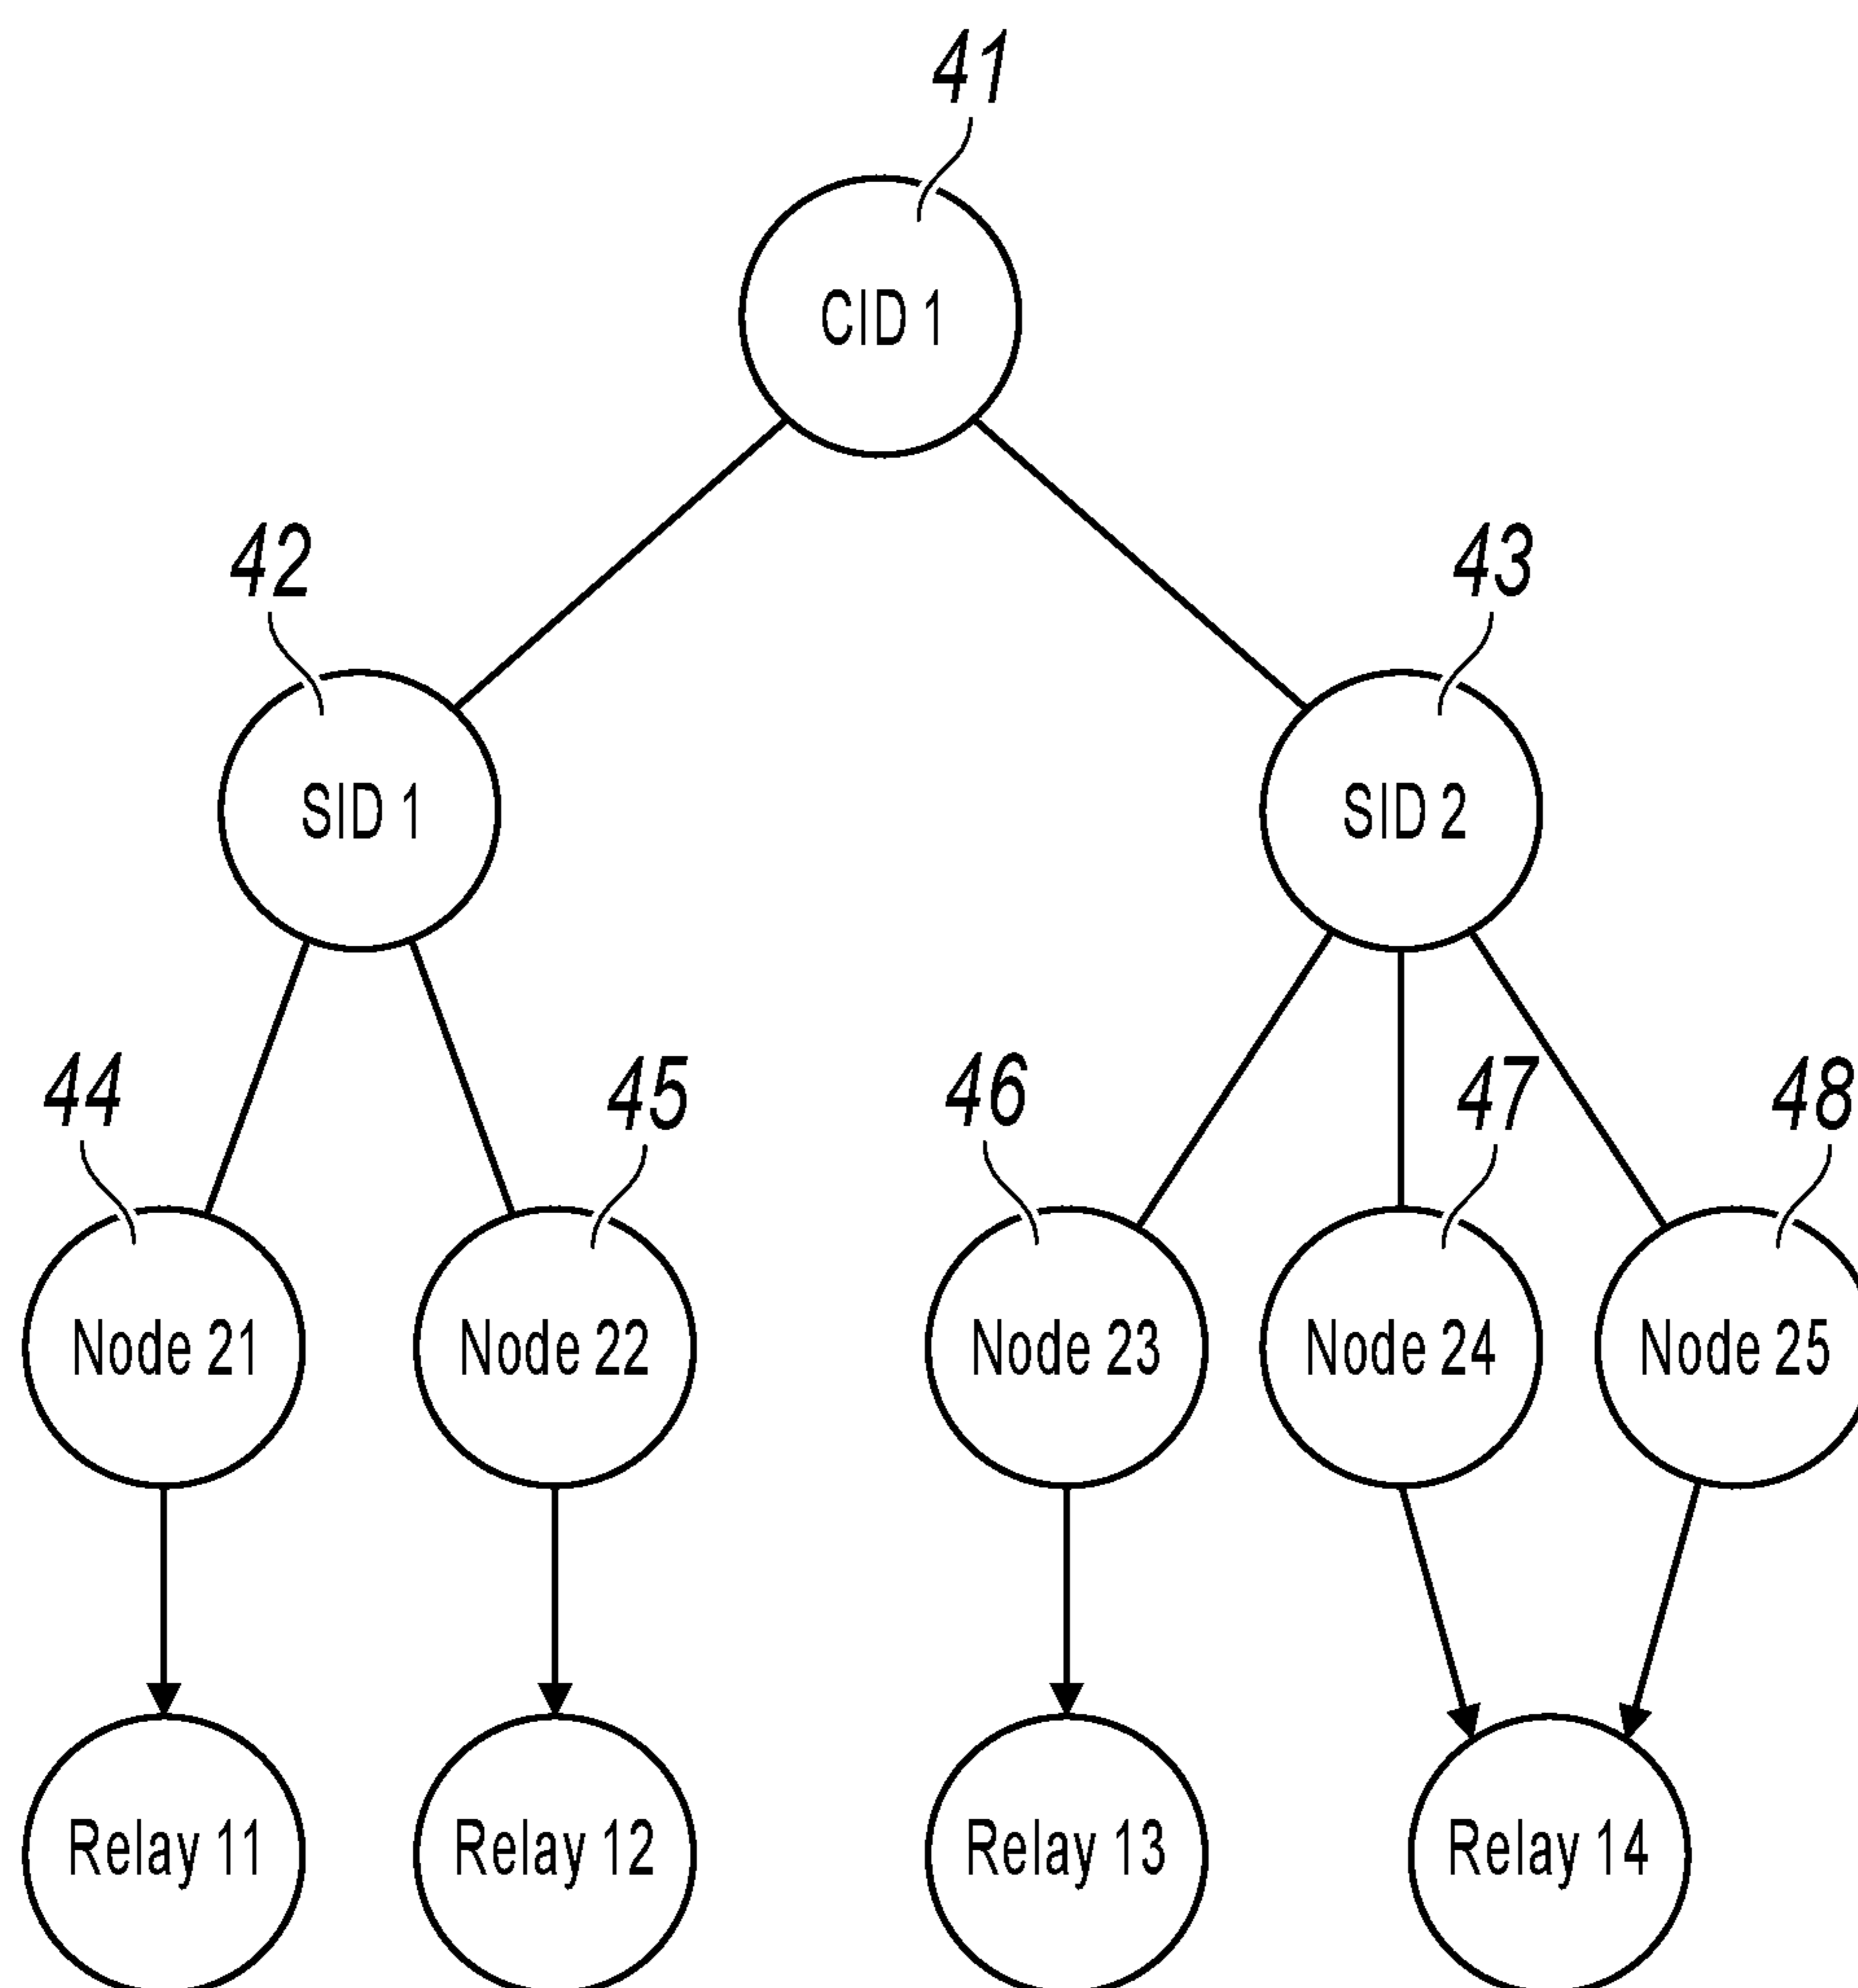 41
CID 1
42
43
SID 1
SID 2
44
45
46
47
48
Node 21
Node 22
Node 23
Node 24
Node 25
Relay 11
Relay 12
Relay 13
Relay 14